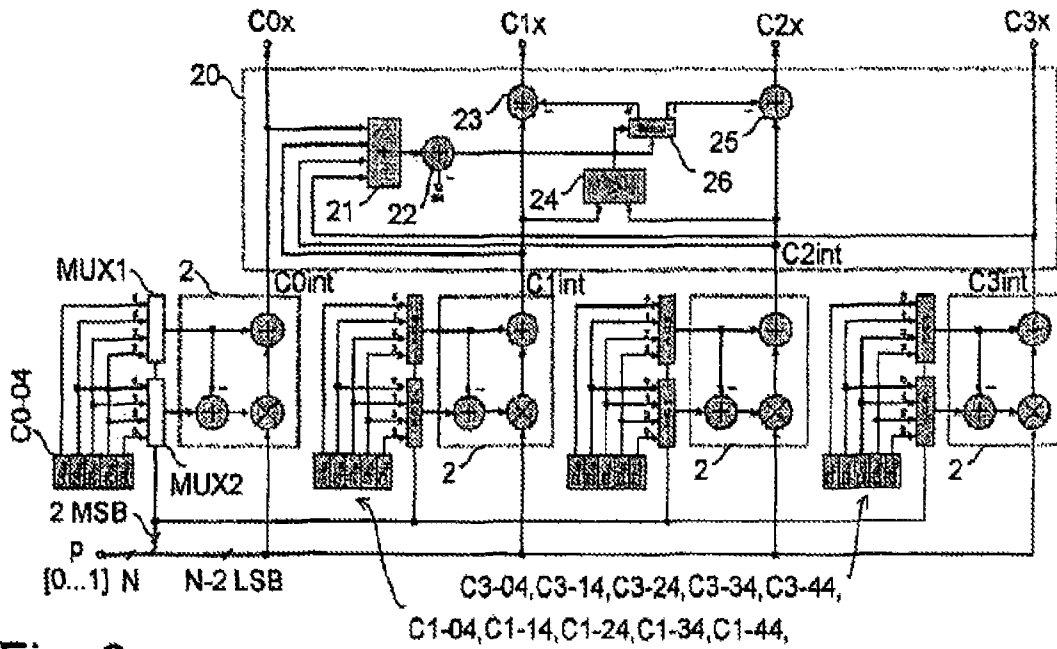 C0x C1x C2x C3x
20
23
25
26
21
22
24
MUX1
2
C0int
C1int
C2int
C3int
C0-04
MUX2
2
2
2
2 MSB
p
[0...1] N
N-2 LSB
C3-04,C3-14,C3-24,C3-34,C3-44,
C1-04,C1-14,C1-24,C1-34,C1-44,